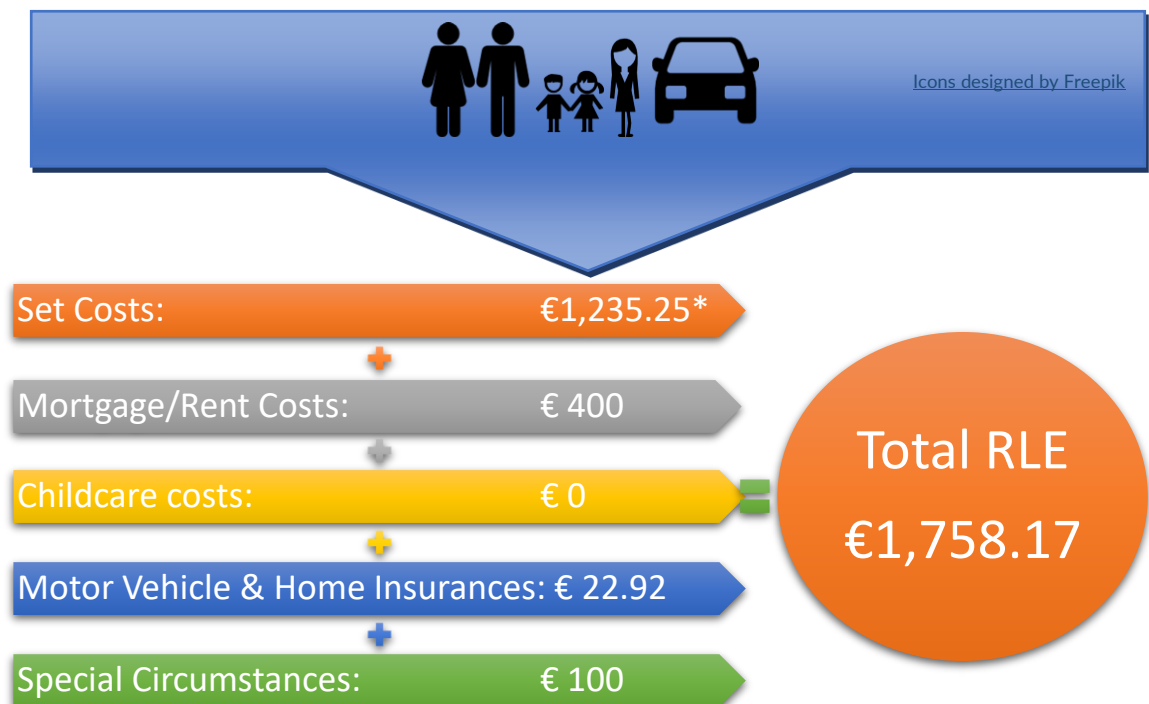 Icons designed by Freepik
Set Costs: €1,235.25*
Mortgage/Rent Costs: € 400
Childcare costs: € 0
Motor Vehicle & Home Insurances: € 22.92
Special Circumstances: € 100
Total RLE
€1,758.17